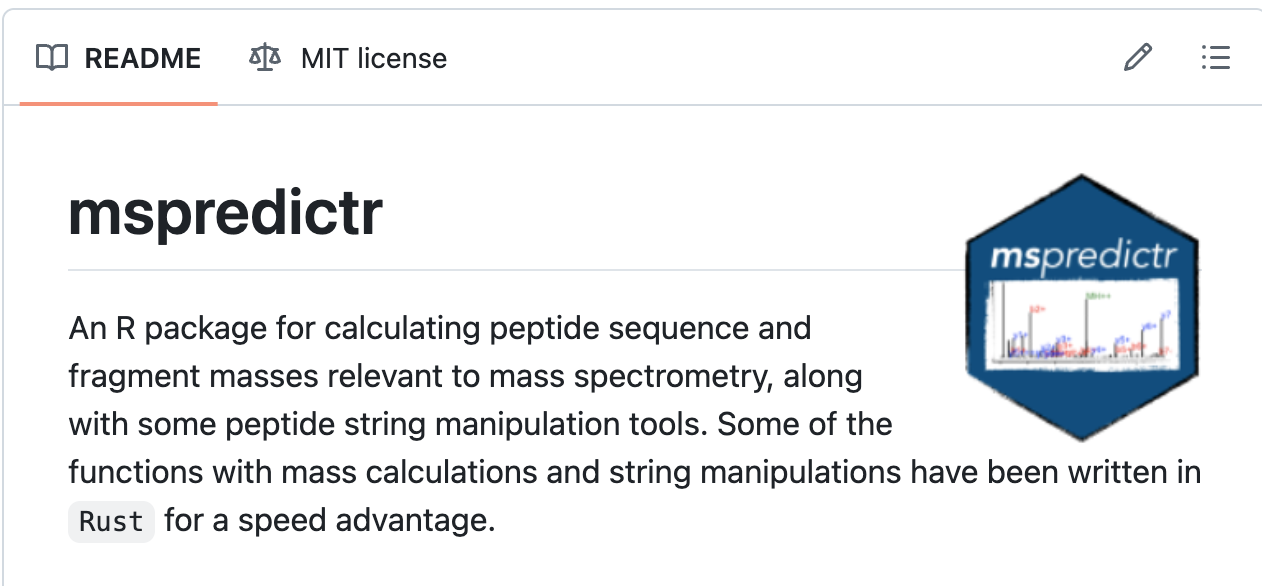 README
MIT license
mspredictr
mspredictr
An R package for calculating peptide sequence and
fragment masses relevant to mass spectrometry, along
with some peptide string manipulation tools. Some of the
functions with mass calculations and string manipulations have been written in
Rust for a speed advantage.